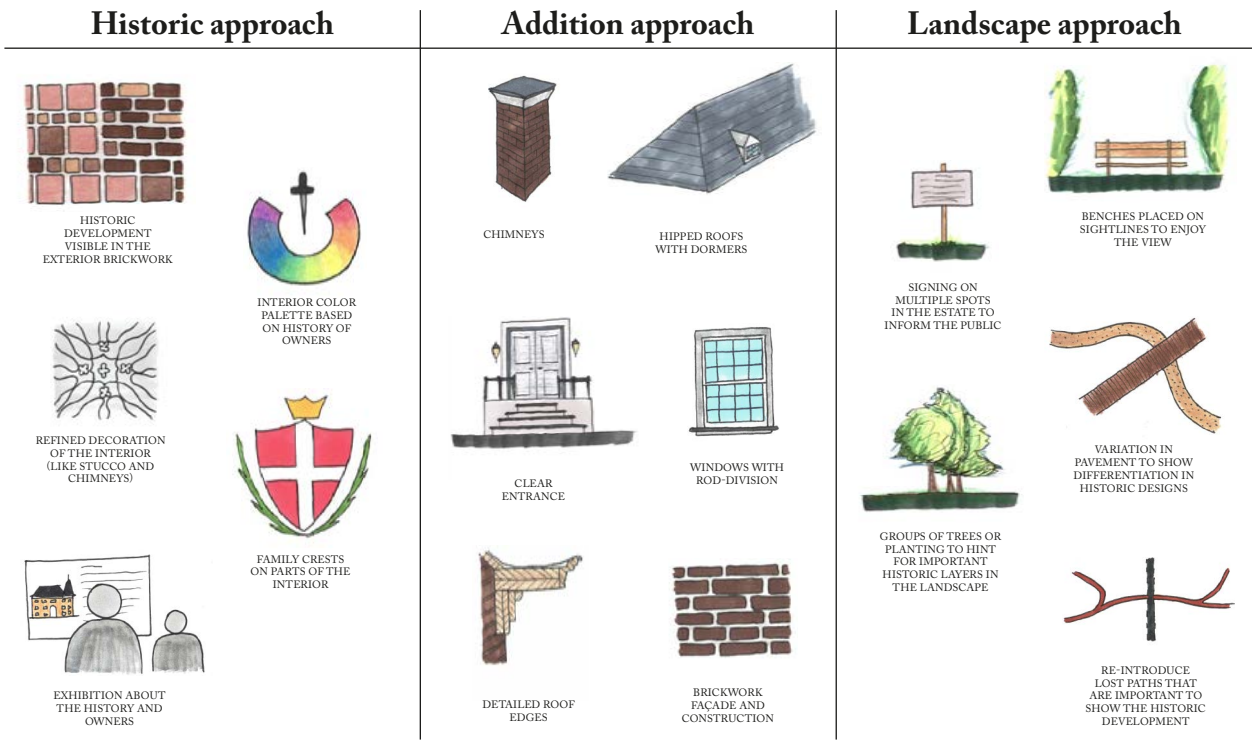 Historic approach
HISTORIC
DEVELOPMENT
VISIBLE IN THE
EXTERIOR BRICKWORK
INTERIOR COLOR
PALETTE BASED
ON HISTORY OF
OWNERS
REFINED DECORATION
OF THE INTERIOR
(LIKE STUCCO AND
CHIMNEYS)
FAMILY CRESTS
ON PARTS OF THE
INTERIOR
EXHIBITION ABOUT
THE HISTORY AND
OWNERS
Addition approach
CHIMNEYS
HIPPED ROOFS
WITH DORMERS
CLEAR
ENTRANCE
WINDOWS WITH
ROD-DIVISION
DETAILED ROOF
EDGES
BRICKWORK
FAÇADE AND
CONSTRUCTION
Landscape approach
BENCHES PLACED ON
SIGHTLINES TO ENJOY
THE VIEW
SIGNING ON
MULTIPLE SPOTS
IN THE ESTATE TO
INFORM THE PUBLIC
VARIATION IN
PAVEMENT TO SHOW
DIFFERENTIATION IN
HISTORIC DESIGNS
GROUPS OF TREES OR
PLANTING TO HINT
FOR IMPORTANT
HISTORIC LAYERS IN
THE LANDSCAPE
RE-INTRODUCE
LOST PATHS THAT
ARE IMPORTANT TO
SHOW THE HISTORIC
DEVELOPMENT